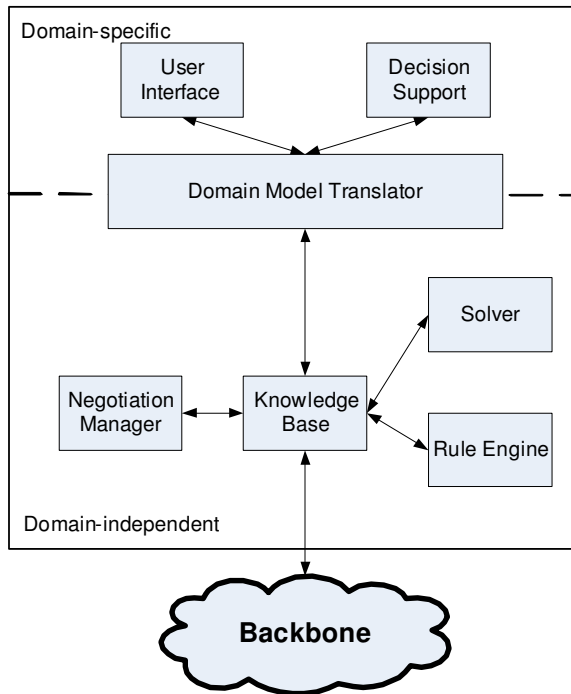 Domain-specific
User
Interface
Decision
Support
Domain Model Translator
Solver
Negotiation
Manager
Knowledge
Base
Rule Engine
Domain-independent
Backbone